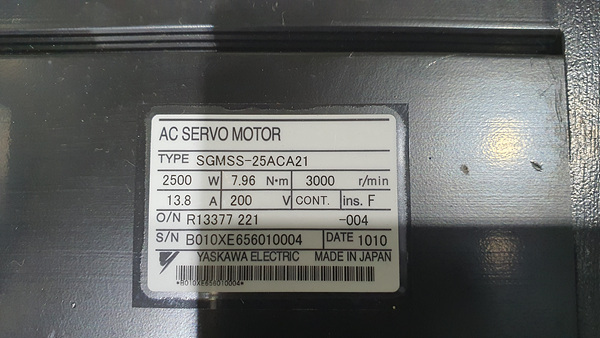 AC SERVO MOTOR
TYPE SGMSS-25ACA21
2500 W 7.96 N·m 3000 r/min
13.8 A 200 V CONT. ins. F
O/N R13377 221 -004
S/N B010XE656010004 DATE 1010
YASKAWA ELECTRIC MADE IN JAPAN
*B010XE656010004*